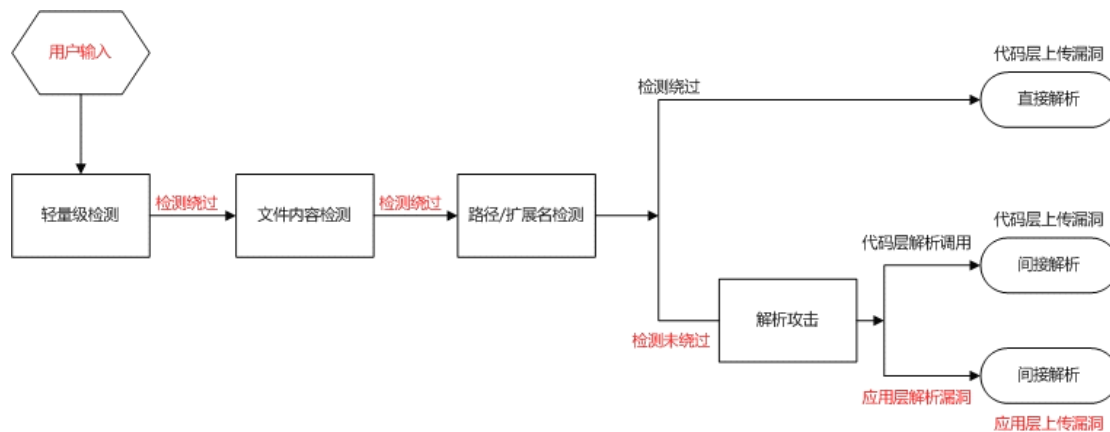 用户输入
代码层上传漏洞
检测绕过
直接解析
轻量级检测
检测绕过
文件内容检测
检测绕过
路径/扩展名检测
代码层上传漏洞
代码层解析调用
间接解析
解析攻击
检测未绕过
间接解析
应用层解析漏洞
应用层上传漏洞